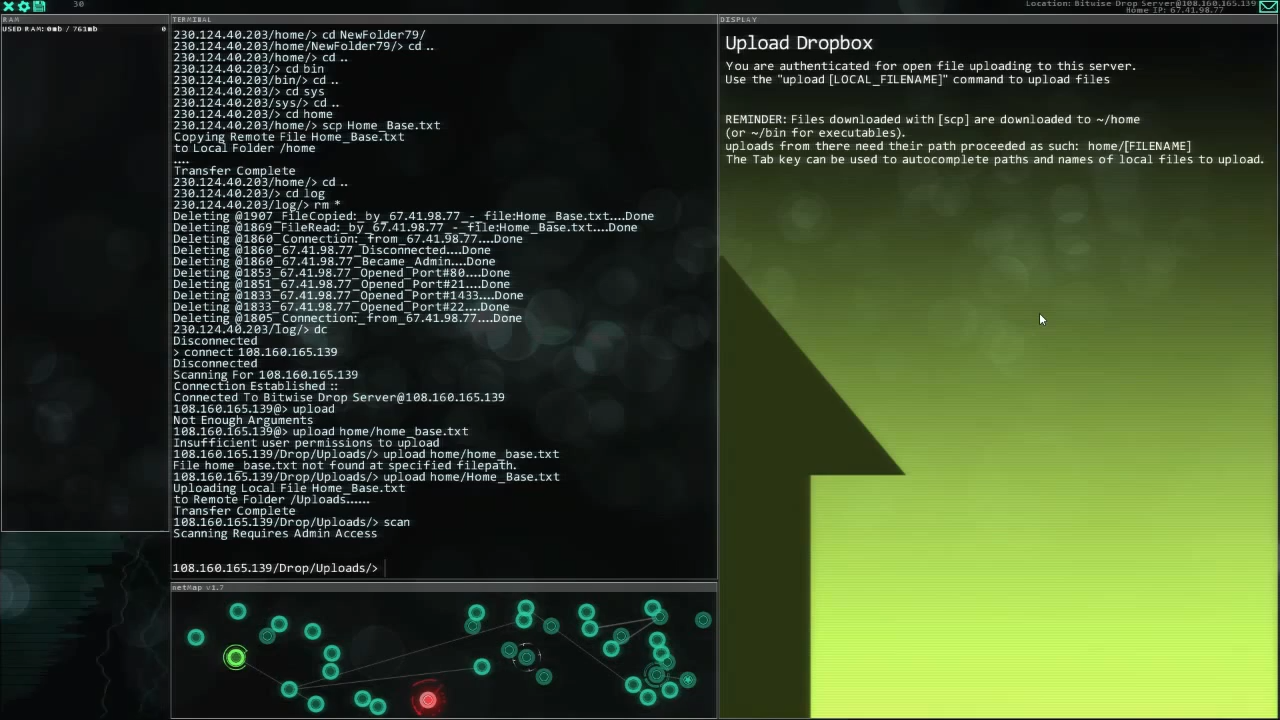 30
Location: Bitwise Drop Server@108.160.165.139
Home IP: 67.41.98.77
RAM
USED RAM: 0mb / 761mb 0
TERMINAL
230.124.40.203/home/> cd NewFolder79/
230.124.40.203/home/NewFolder79/> cd ..
230.124.40.203/home/> cd ..
230.124.40.203/> cd bin
230.124.40.203/bin/> cd ..
230.124.40.203/> cd sys
230.124.40.203/sys/> cd ..
230.124.40.203/> cd home
230.124.40.203/home/> scp Home_Base.txt
Copying Remote File Home_Base.txt
to Local Folder /home
....
Transfer Complete
230.124.40.203/home/> cd ..
230.124.40.203/> cd log
230.124.40.203/log/> rm *
Deleting @1907_FileCopied:_by_67.41.98.77_-_file:Home_Base.txt....Done
Deleting @1869_FileRead:_by_67.41.98.77_-_file:Home_Base.txt....Done
Deleting @1860_Connection:_from_67.41.98.77....Done
Deleting @1860_67.41.98.77_Disconnected....Done
Deleting @1860_67.41.98.77_Became_Admin....Done
Deleting @1853_67.41.98.77_Opened_Port#80....Done
Deleting @1851_67.41.98.77_Opened_Port#21....Done
Deleting @1833_67.41.98.77_Opened_Port#1433....Done
Deleting @1833_67.41.98.77_Opened_Port#22....Done
Deleting @1805_Connection:_from_67.41.98.77....Done
230.124.40.203/log/> dc
Disconnected
> connect 108.160.165.139
Disconnected
Scanning For 108.160.165.139
Connection Established ::
Connected To Bitwise Drop Server@108.160.165.139
108.160.165.139@> upload
Not Enough Arguments
108.160.165.139@> upload home/home_base.txt
Insufficient user permissions to upload
108.160.165.139/Drop/Uploads/> upload home/home_base.txt
File home_base.txt not found at specified filepath.
108.160.165.139/Drop/Uploads/> upload home/Home_Base.txt
Uploading Local File Home_Base.txt
to Remote Folder /Uploads......
Transfer Complete
108.160.165.139/Drop/Uploads/> scan
Scanning Requires Admin Access
108.160.165.139/Drop/Uploads/>
netMap v1.7
DISPLAY
Upload Dropbox
You are authenticated for open file uploading to this server.
Use the "upload [LOCAL_FILENAME]" command to upload files
REMINDER: Files downloaded with [scp] are downloaded to ~/home
(or ~/bin for executables).
uploads from there need their path proceeded as such: home/[FILENAME]
The Tab key can be used to autocomplete paths and names of local files to upload.